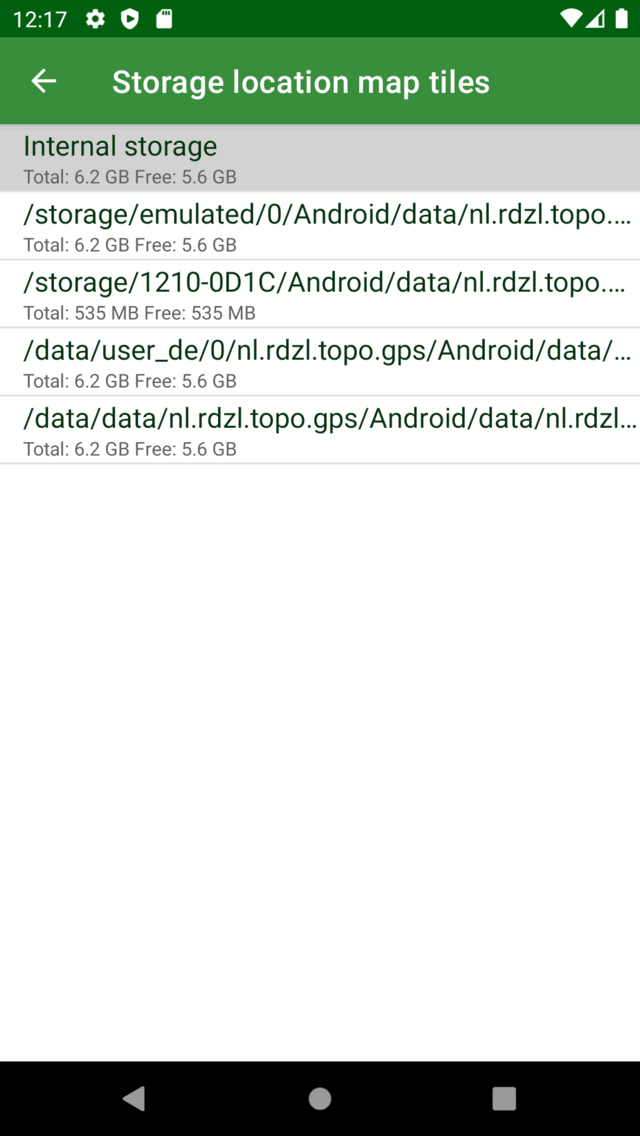 12:17
Storage location map tiles
Internal storage
Total: 6.2 GB Free: 5.6 GB
/storage/emulated/0/Android/data/nl.rdzl.topo.…
Total: 6.2 GB Free: 5.6 GB
/storage/1210-0D1C/Android/data/nl.rdzl.topo.…
Total: 535 MB Free: 535 MB
/data/user_de/0/nl.rdzl.topo.gps/Android/data/…
Total: 6.2 GB Free: 5.6 GB
/data/data/nl.rdzl.topo.gps/Android/data/nl.rdzl…
Total: 6.2 GB Free: 5.6 GB